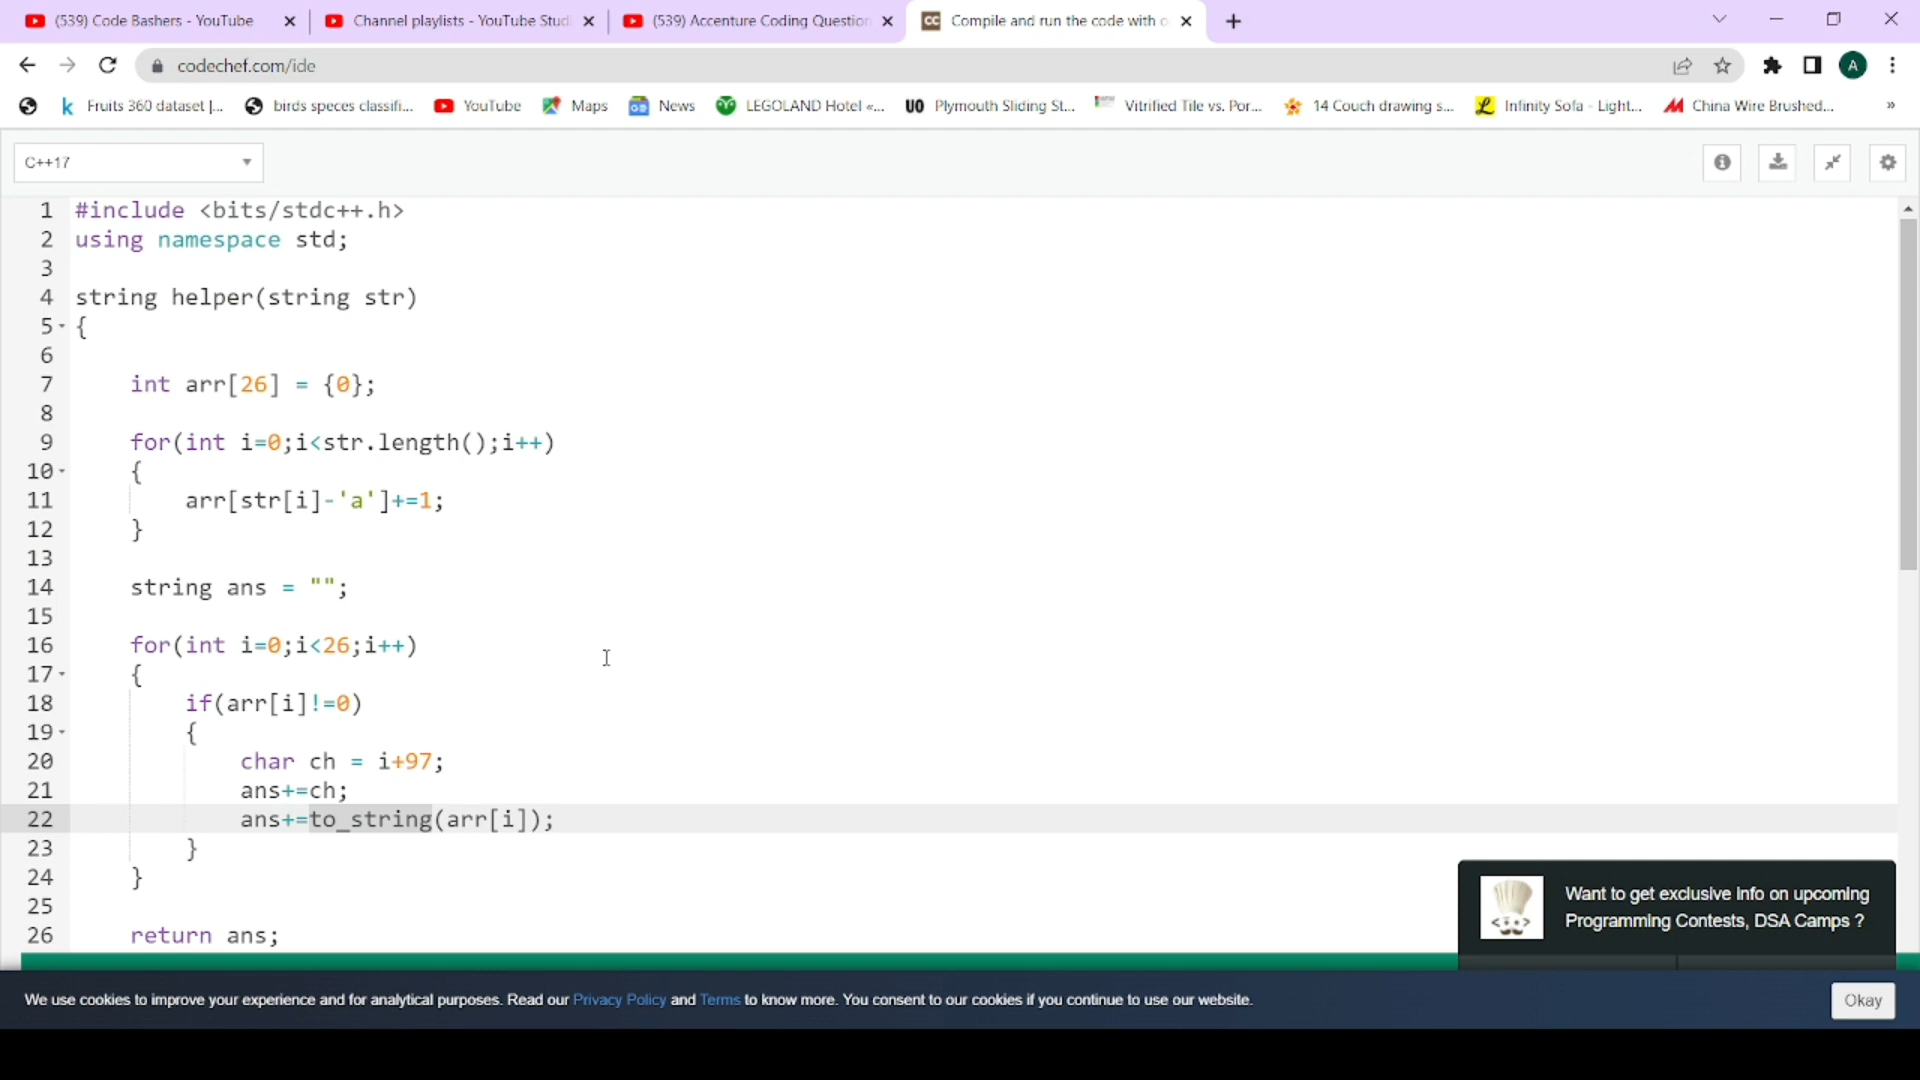 (539) Code Bashers - YouTube
Channel playlists - YouTube Stud
(539) Accenture Coding Question
CC Compile and run the code with o
codechef.com/ide
A
Fruits 360 dataset |...
birds speces classifi...
YouTube
Maps
News
LEGOLAND Hotel «...
UO Plymouth Sliding St...
Vitrified Tile vs. Por...
14 Couch drawing s...
Infinity Sofa - Light...
China Wire Brushed...
»
C++17
1 #include <bits/stdc++.h>
2 using namespace std;
3
4 string helper(string str)
5 {
6
7 int arr[26] = {0};
8
9 for(int i=0;i<str.length();i++)
10 {
11 arr[str[i]-'a']+=1;
12 }
13
14 string ans = "";
15
16 for(int i=0;i<26;i++)
17 {
18 if(arr[i]!=0)
19 {
20 char ch = i+97;
21 ans+=ch;
22 ans+=to_string(arr[i]);
23 }
24 }
25
26 return ans;
Want to get exclusive info on upcoming
Programming Contests, DSA Camps ?
We use cookies to improve your experience and for analytical purposes. Read our Privacy Policy and Terms to know more. You consent to our cookies if you continue to use our website.
Okay